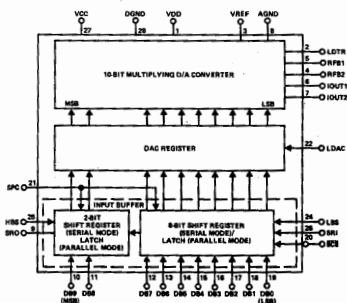 VCC DGND VDD VREF AGND
27 28 1 3 8
10-BIT MULTIPLYING D/A CONVERTER
MSB LSB
2 LDTR
5 RFB1
4 RFB2
6 IOUT1
7 IOUT2
DAC REGISTER
22 LDAC
SPC 21
INPUT BUFFER
2-BIT
SHIFT REGISTER
(SERIAL MODE)
LATCH
(PARALLEL MODE)
8-BIT SHIFT REGISTER
(SERIAL MODE)/
LATCH (PARALLEL MODE)
HBS 25
SRO 9
24 LBS
26 SRI
20 SCE
10 11 12 13 14 15 16 17 18 19
DB9 DB8 DB7 DB6 DB5 DB4 DB3 DB2 DB1 DB0
(MSB) (LSB)